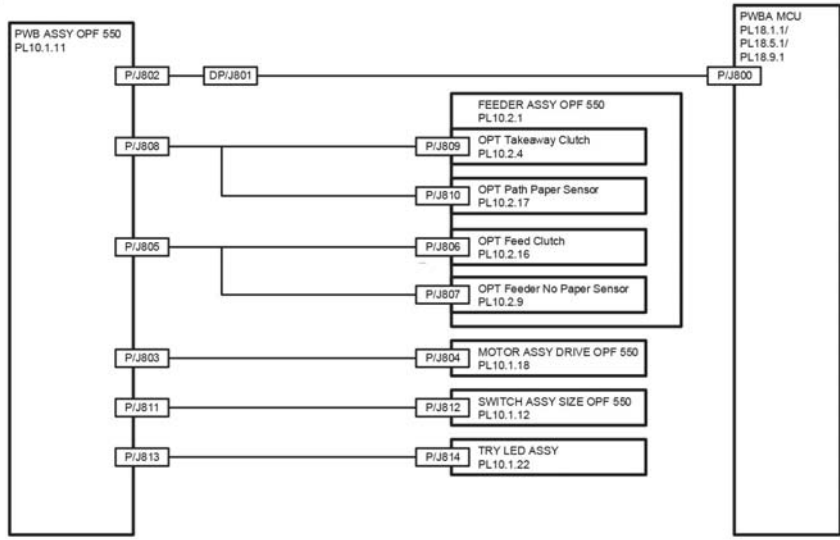 PWB ASSY OPF 550
PL10.1.11
PWBA MCU
PL18.1.1/
PL18.5.1/
PL18.9.1
P/J802
DP/J801
P/J800
FEEDER ASSY OPF 550
PL10.2.1
P/J808
P/J809
OPT Takeaway Clutch
PL10.2.4
P/J810
OPT Path Paper Sensor
PL10.2.17
P/J805
P/J806
OPT Feed Clutch
PL10.2.16
P/J807
OPT Feeder No Paper Sensor
PL10.2.9
P/J803
P/J804
MOTOR ASSY DRIVE OPF 550
PL10.1.18
P/J811
P/J812
SWITCH ASSY SIZE OPF 550
PL10.1.12
P/J813
P/J814
TRY LED ASSY
PL10.1.22